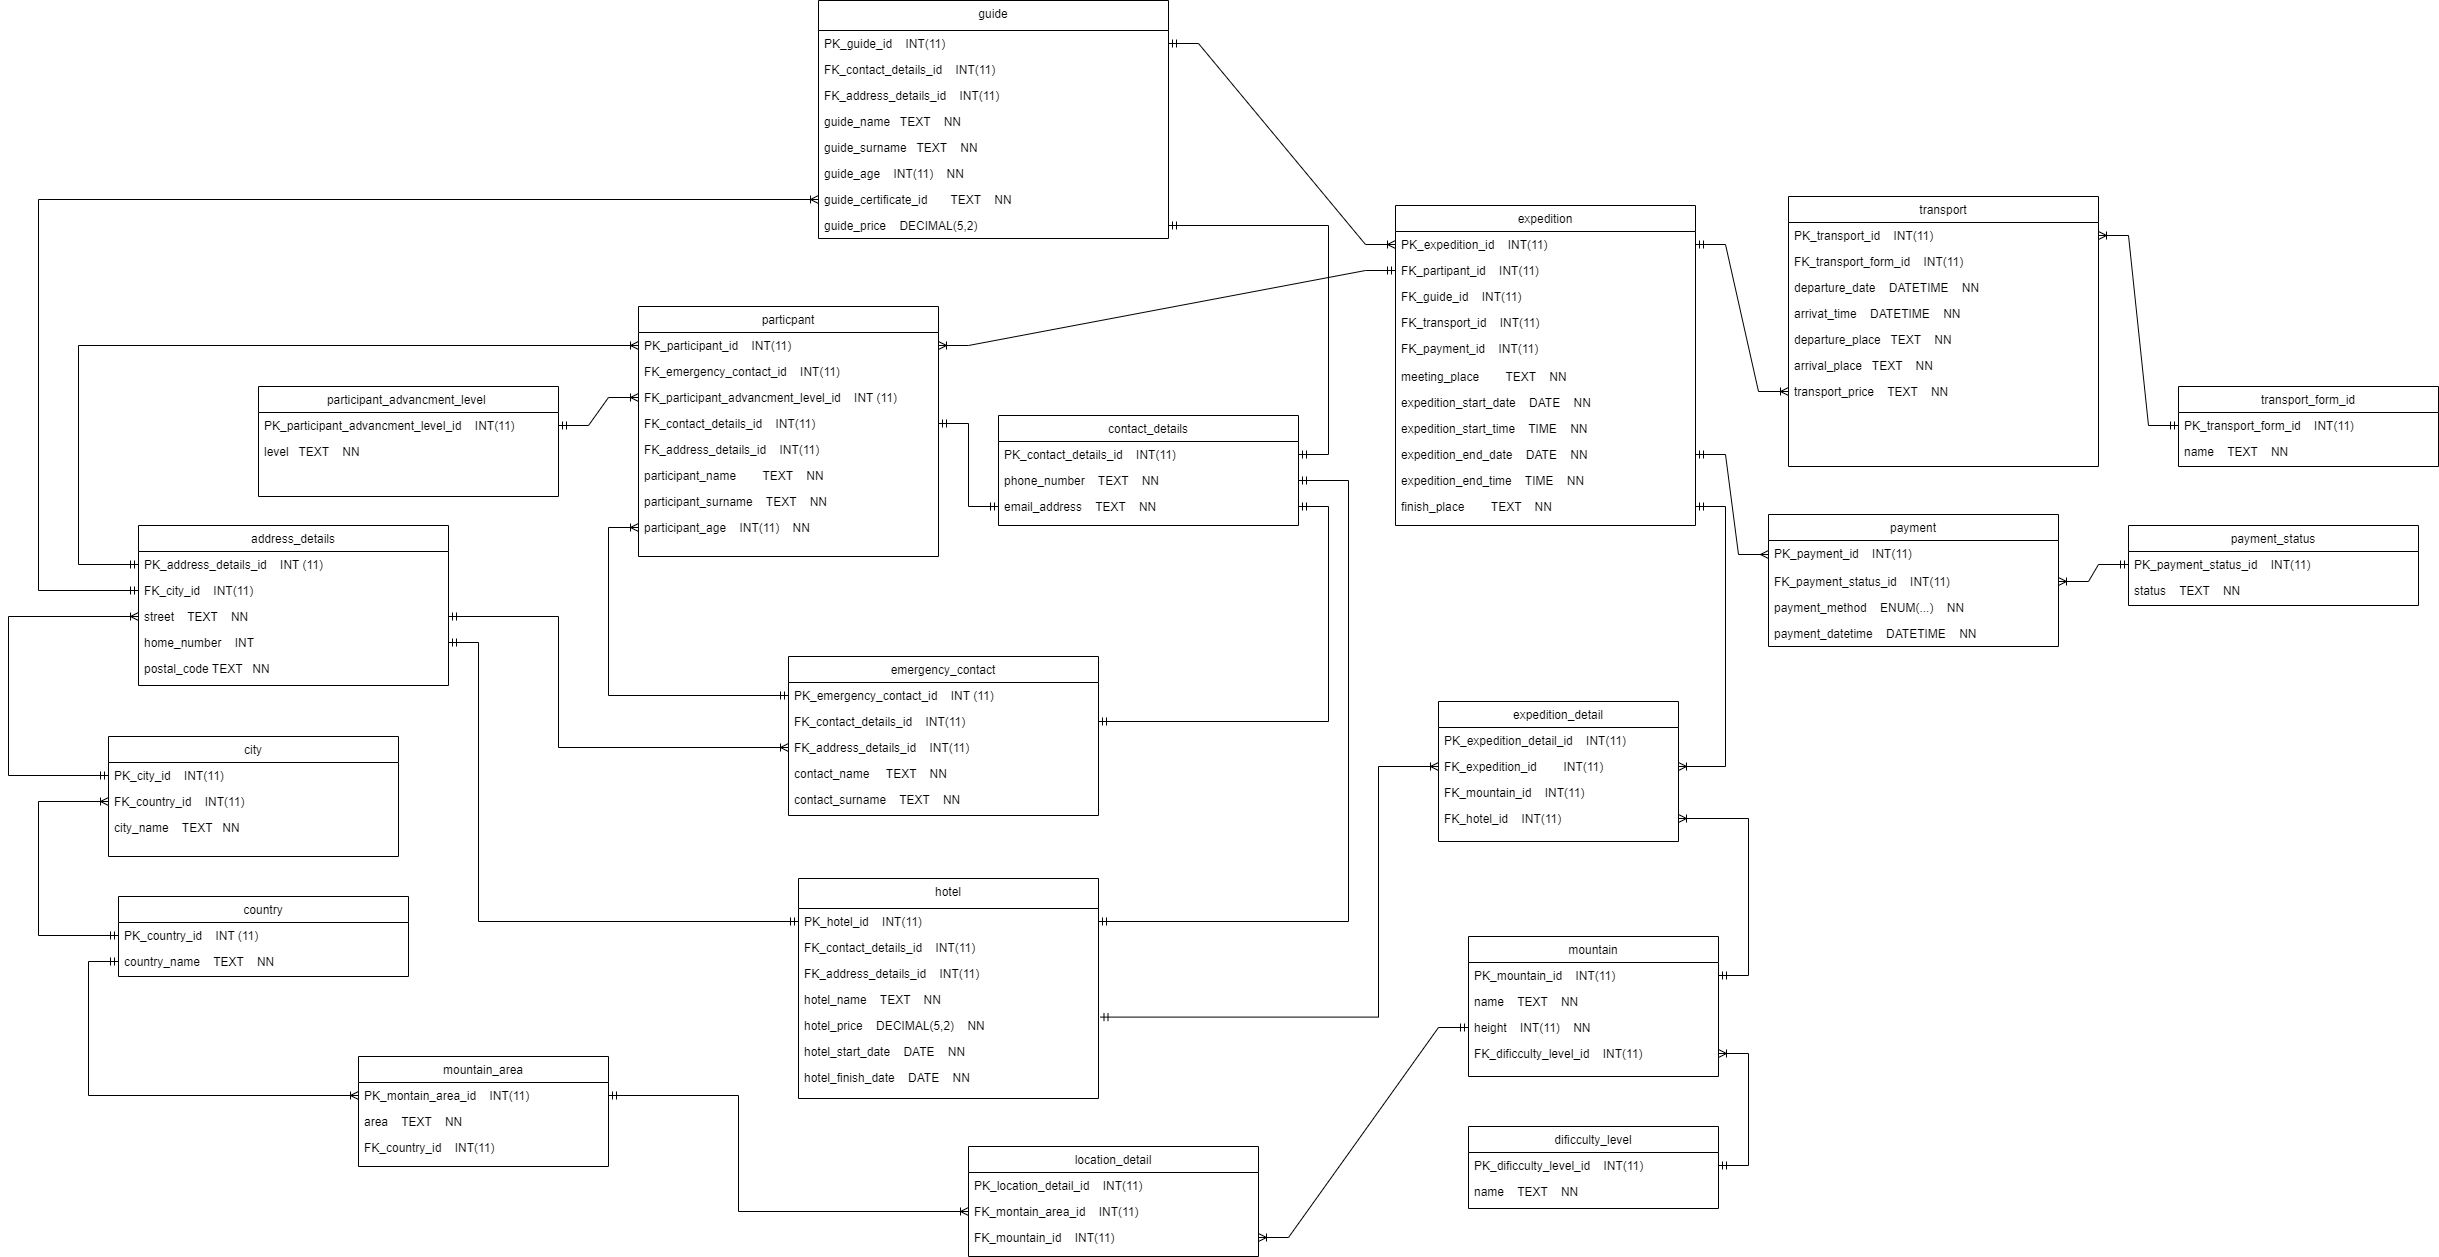 guide
PK_guide_id INT(11)
FK_contact_details_id INT(11)
FK_address_details_id INT(11)
guide_name TEXT NN
guide_surname TEXT NN
guide_age INT(11) NN
guide_certificate_id TEXT NN
guide_price DECIMAL(5,2)
expedition
PK_expedition_id INT(11)
FK_partipant_id INT(11)
FK_guide_id INT(11)
FK_transport_id INT(11)
FK_payment_id INT(11)
meeting_place TEXT NN
expedition_start_date DATE NN
expedition_start_time TIME NN
expedition_end_date DATE NN
expedition_end_time TIME NN
finish_place TEXT NN
transport
PK_transport_id INT(11)
FK_transport_form_id INT(11)
departure_date DATETIME NN
arrivat_time DATETIME NN
departure_place TEXT NN
arrival_place TEXT NN
transport_price TEXT NN
transport_form_id
PK_transport_form_id INT(11)
name TEXT NN
particpant
PK_participant_id INT(11)
FK_emergency_contact_id INT(11)
FK_participant_advancment_level_id INT (11)
FK_contact_details_id INT(11)
FK_address_details_id INT(11)
participant_name TEXT NN
participant_surname TEXT NN
participant_age INT(11) NN
participant_advancment_level
PK_participant_advancment_level_id INT(11)
level TEXT NN
contact_details
PK_contact_details_id INT(11)
phone_number TEXT NN
email_address TEXT NN
payment
PK_payment_id INT(11)
FK_payment_status_id INT(11)
payment_method ENUM(...) NN
payment_datetime DATETIME NN
payment_status
PK_payment_status_id INT(11)
status TEXT NN
address_details
PK_address_details_id INT (11)
FK_city_id INT(11)
street TEXT NN
home_number INT
postal_code TEXT NN
emergency_contact
PK_emergency_contact_id INT (11)
FK_contact_details_id INT(11)
FK_address_details_id INT(11)
contact_name TEXT NN
contact_surname TEXT NN
expedition_detail
PK_expedition_detail_id INT(11)
FK_expedition_id INT(11)
FK_mountain_id INT(11)
FK_hotel_id INT(11)
city
PK_city_id INT(11)
FK_country_id INT(11)
city_name TEXT NN
country
PK_country_id INT (11)
country_name TEXT NN
hotel
PK_hotel_id INT(11)
FK_contact_details_id INT(11)
FK_address_details_id INT(11)
hotel_name TEXT NN
hotel_price DECIMAL(5,2) NN
hotel_start_date DATE NN
hotel_finish_date DATE NN
mountain
PK_mountain_id INT(11)
name TEXT NN
height INT(11) NN
FK_dificculty_level_id INT(11)
mountain_area
PK_montain_area_id INT(11)
area TEXT NN
FK_country_id INT(11)
location_detail
PK_location_detail_id INT(11)
FK_montain_area_id INT(11)
FK_mountain_id INT(11)
dificculty_level
PK_dificculty_level_id INT(11)
name TEXT NN